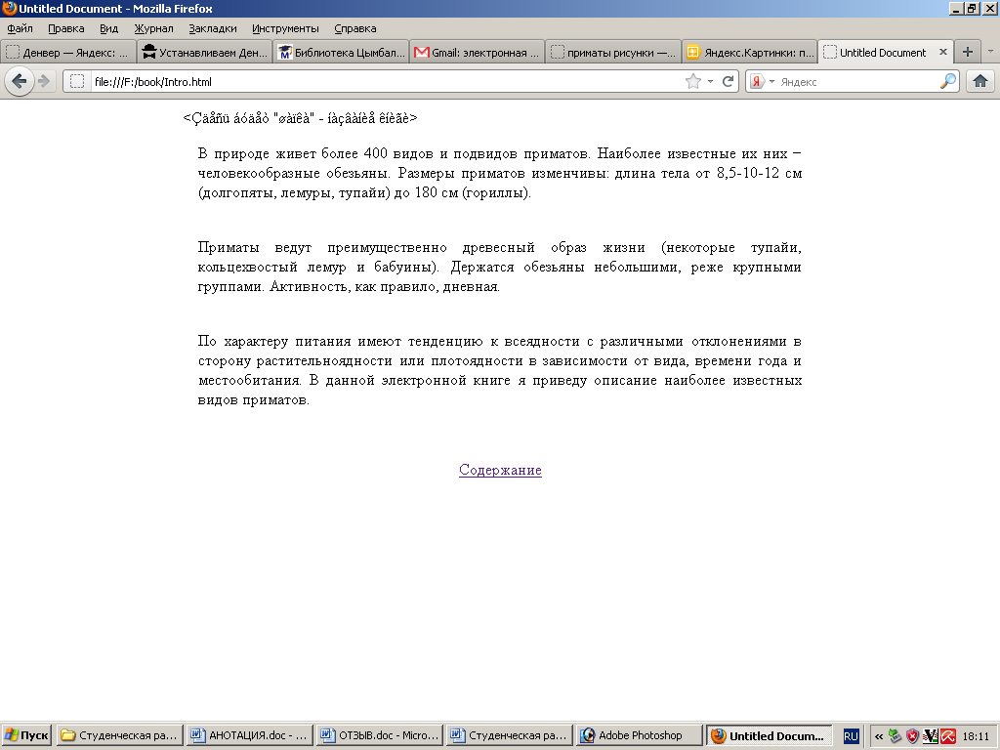 Untitled Document - Mozilla Firefox
Файл Правка Вид Журнал Закладки Инструменты Справка
Денвер — Яндекс: ... Устанавливаем Ден... Библиотека Цымбал... Gmail: электронная ... приматы рисунки —... Яндекс.Картинки: п... Untitled Document
file:///F:/book/Intro.html Яндекс
<Çäåñü áóäåò "øàïêà" - íàçâàíèå êíèãè>
В природе живет более 400 видов и подвидов приматов. Наиболее известные их них –
человекообразные обезьяны. Размеры приматов изменчивы: длина тела от 8,5-10-12 см
(долгопяты, лемуры, тупайи) до 180 см (гориллы).
Приматы ведут преимущественно древесный образ жизни (некоторые тупайи,
кольцехвостый лемур и бабуины). Держатся обезьяны небольшими, реже крупными
группами. Активность, как правило, дневная.
По характеру питания имеют тенденцию к всеядности с различными отклонениями в
сторону растительноядности или плотоядности в зависимости от вида, времени года и
местообитания. В данной электронной книге я приведу описание наиболее известных
видов приматов.
Содержание
Пуск Студенческая ра... АНОТАЦИЯ.doc - ... ОТЗЫВ.doc - Micro... Студенческая ра... Adobe Photoshop Untitled Docum... RU « 18:11